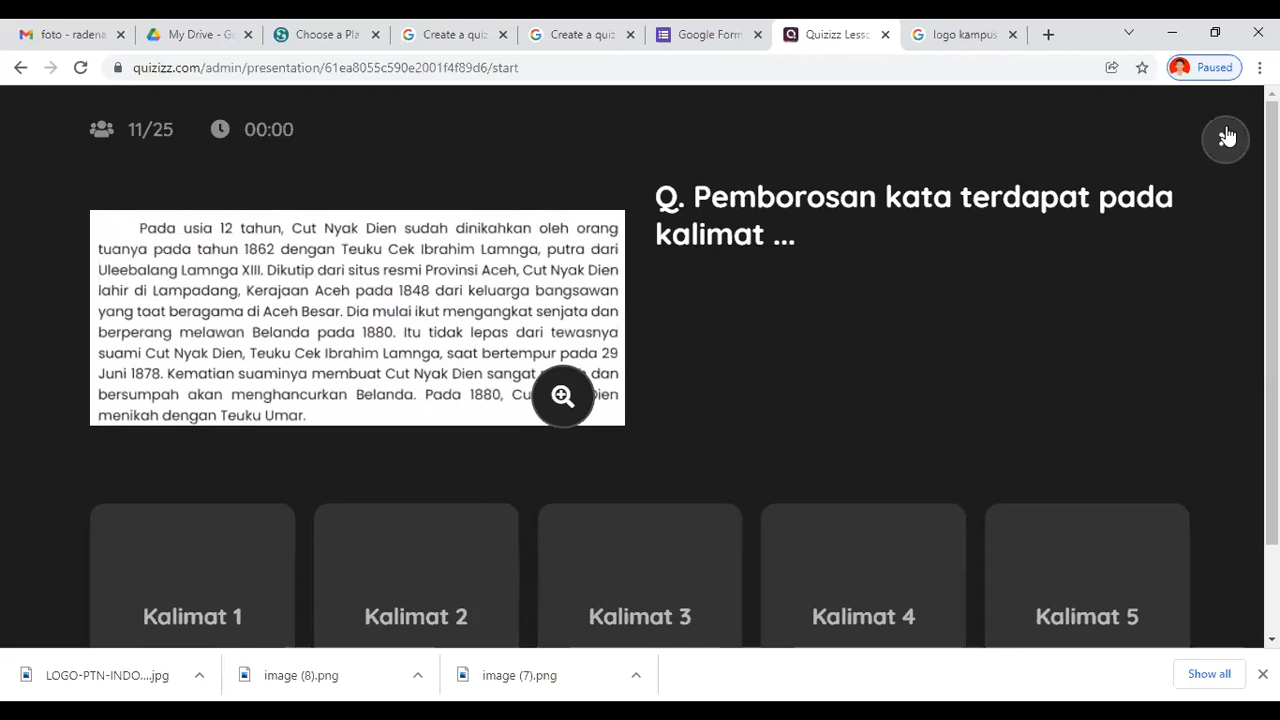 foto - radena
My Drive - G
Choose a Pla
Create a quiz
Create a quiz
Google Form
Quizizz Lesso
logo kampus
quizizz.com/admin/presentation/61ea8055c590e2001f4f89d6/start
Paused
11/25
00:00
Q. Pemborosan kata terdapat pada
kalimat ...
Pada usia 12 tahun, Cut Nyak Dien sudah dinikahkan oleh orang
tuanya pada tahun 1862 dengan Teuku Cek Ibrahim Lamnga, putra dari
Uleebalang Lamnga XIII. Dikutip dari situs resmi Provinsi Aceh, Cut Nyak Dien
lahir di Lampadang, Kerajaan Aceh pada 1848 dari keluarga bangsawan
yang taat beragama di Aceh Besar. Dia mulai ikut mengangkat senjata dan
berperang melawan Belanda pada 1880. Itu tidak lepas dari tewasnya
suami Cut Nyak Dien, Teuku Cek Ibrahim Lamnga, saat bertempur pada 29
Juni 1878. Kematian suaminya membuat Cut Nyak Dien sangat dan
bersumpah akan menghancurkan Belanda. Pada 1880, Cu Dien
menikah dengan Teuku Umar.
Kalimat 1
Kalimat 2
Kalimat 3
Kalimat 4
Kalimat 5
LOGO-PTN-INDO....jpg
image (8).png
image (7).png
Show all